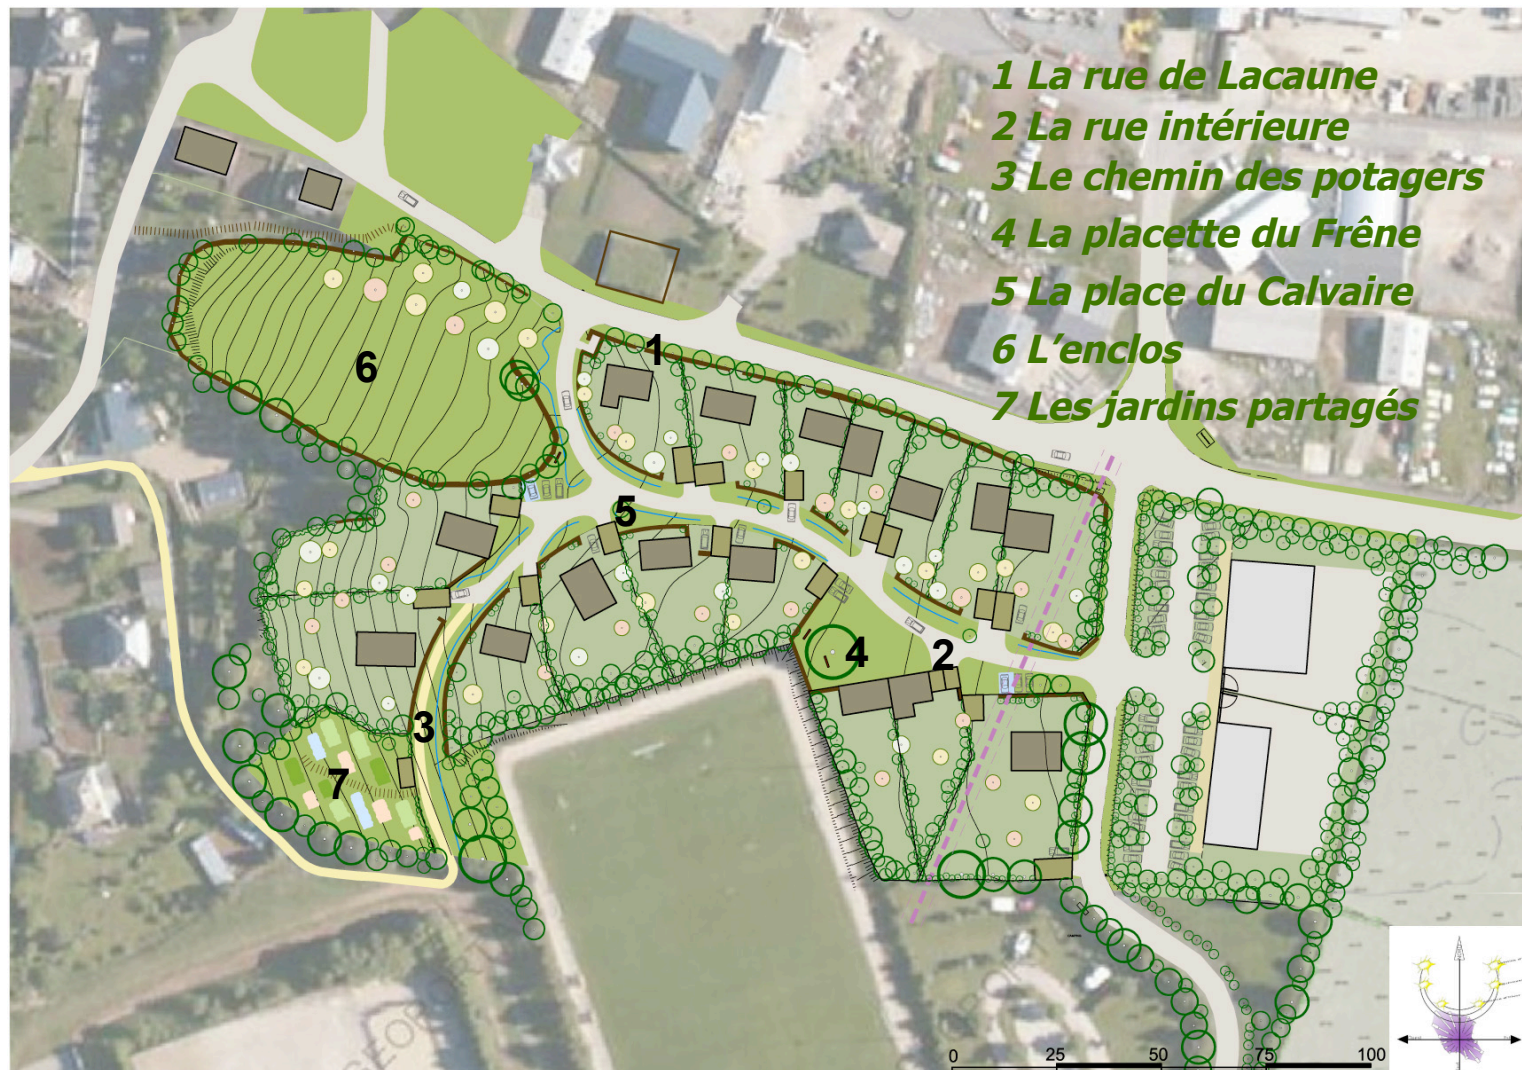 1 La rue de Lacaune
2 La rue intérieure
3 Le chemin des potagers
4 La placette du Frêne
5 La place du Calvaire
6 L'enclos
7 Les jardins partagés
1
6
5
4
2
3
7
0 25 50 75 100